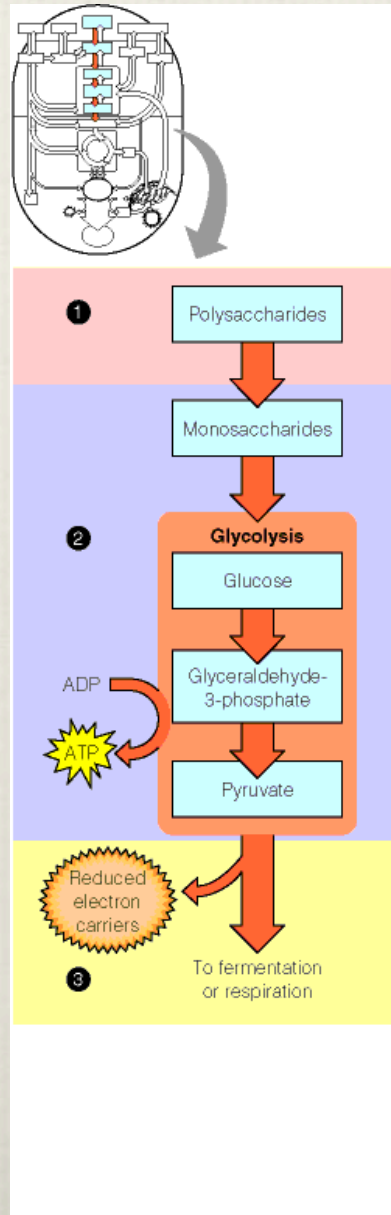 1
Polysaccharides
Monosaccharides
2
Glycolysis
Glucose
ADP
Glyceraldehyde-
3-phosphate
ATP
Pyruvate
Reduced
electron
carriers
3
To fermentation
or respiration